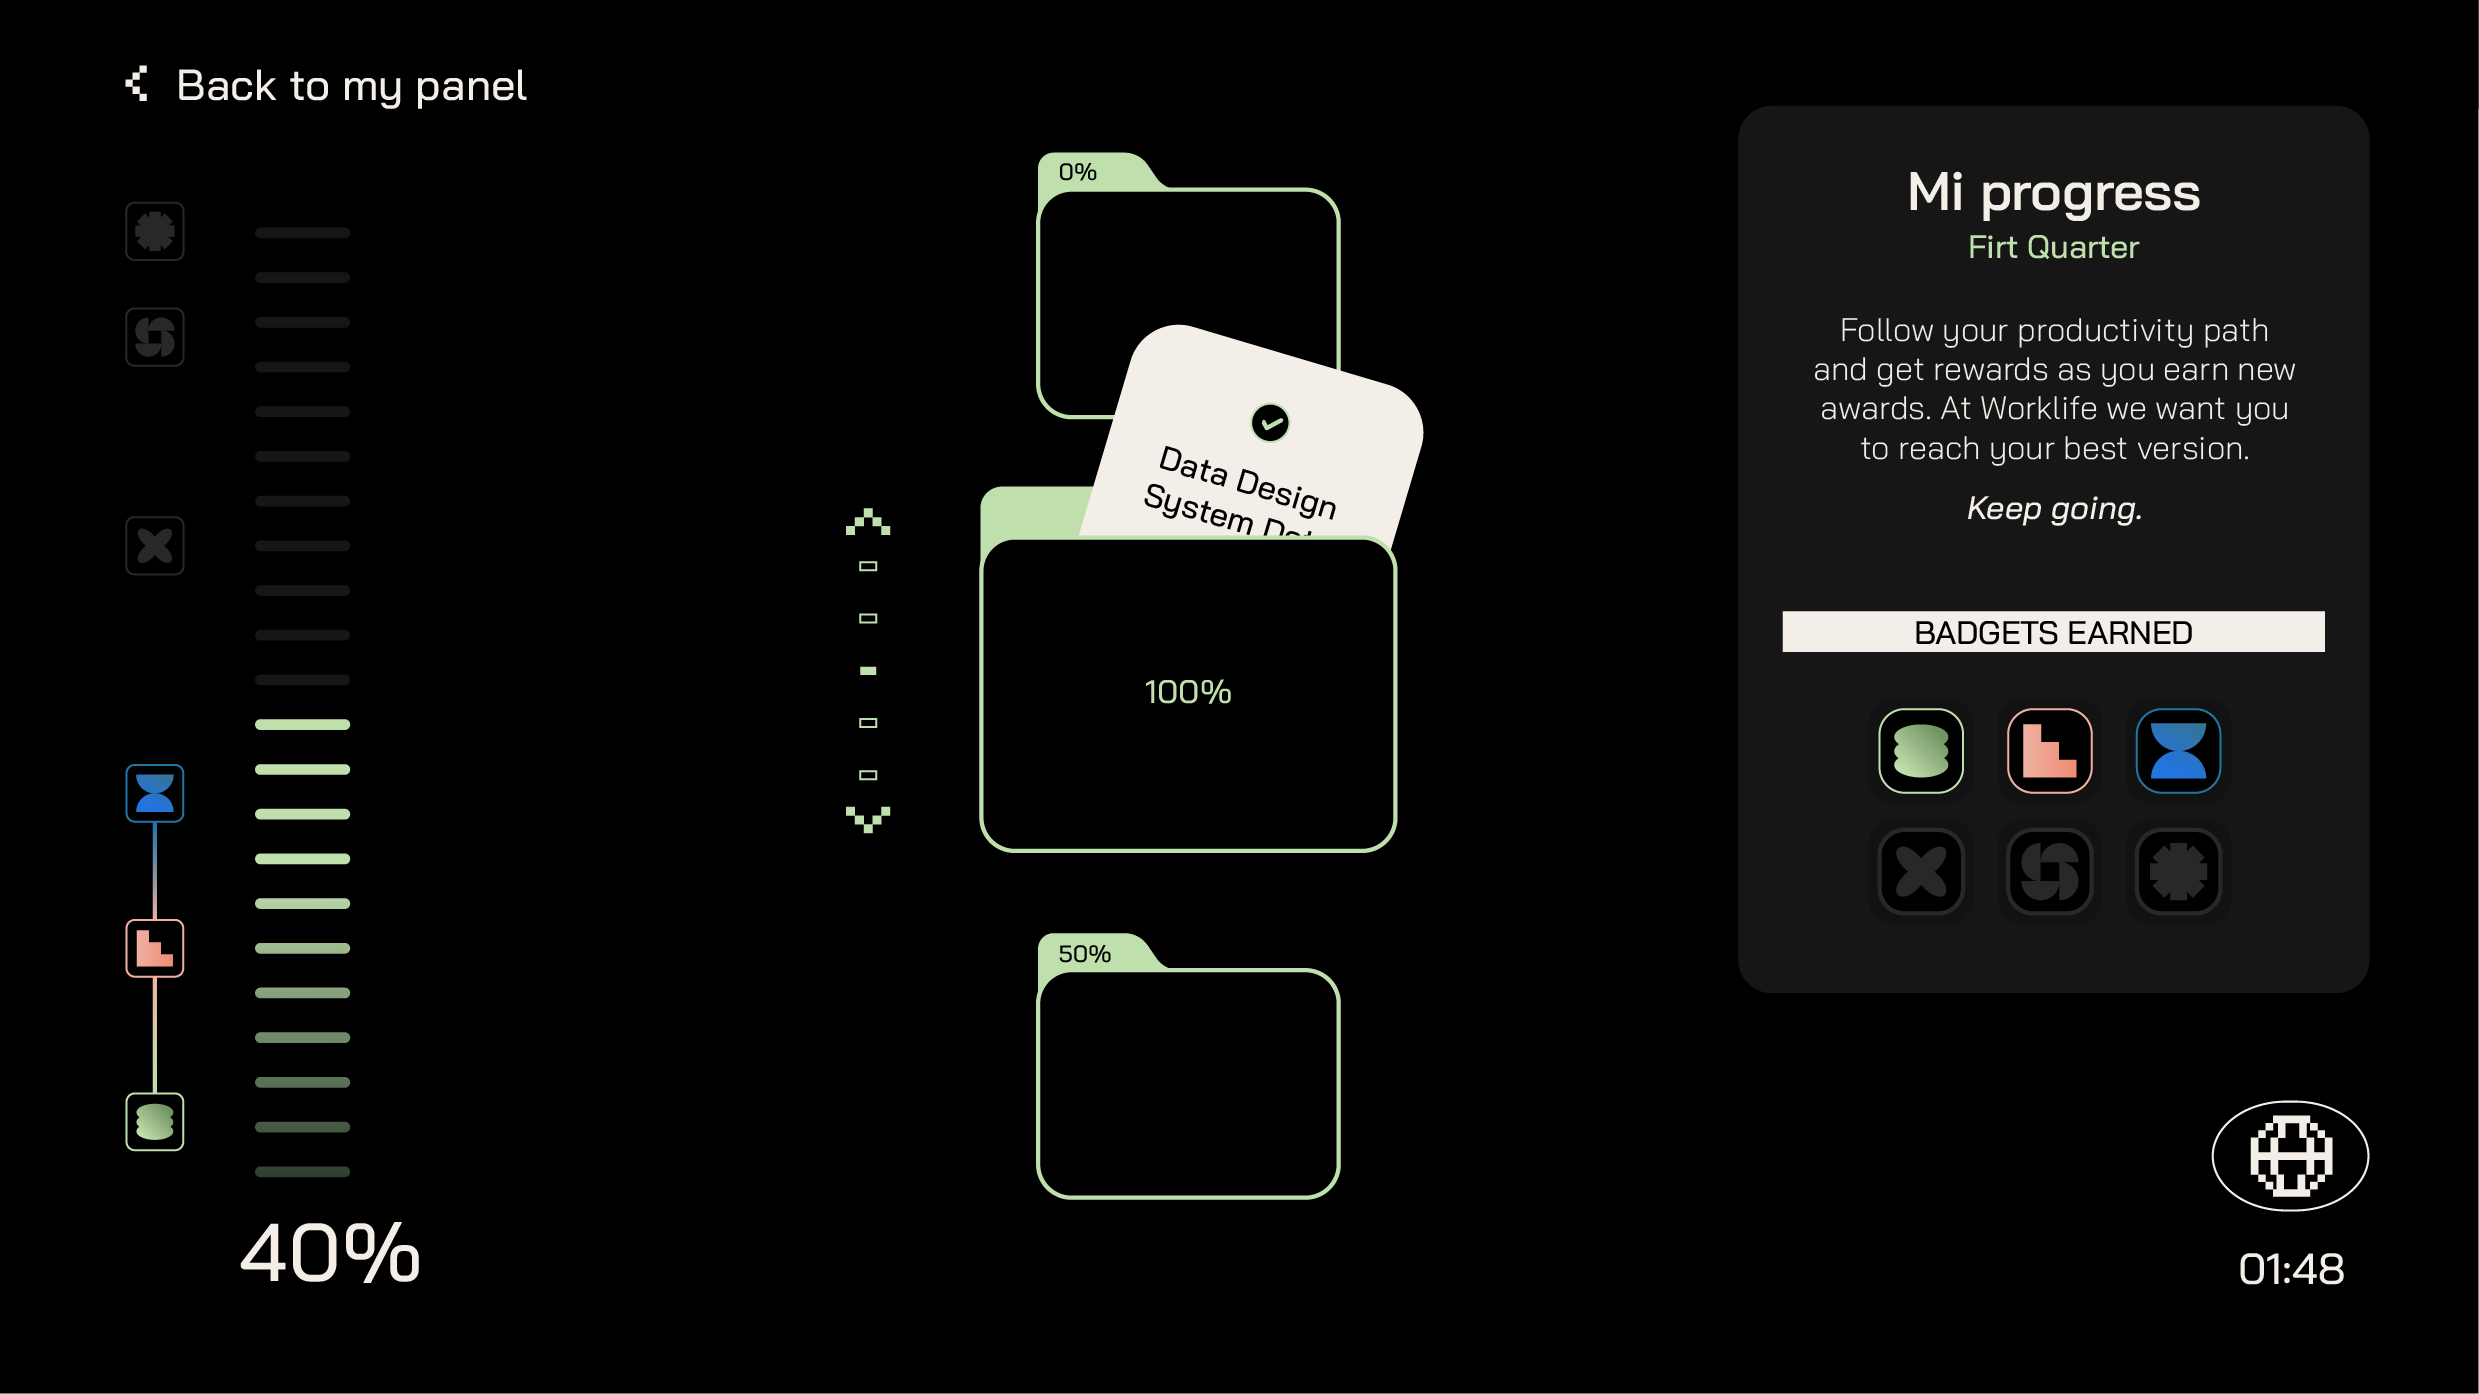 Back to my panel
40%
0%
Data Design
System
100%
50%
Mi progress
Firt Quarter
Follow your productivity path
and get rewards as you earn new
awards. At Worklife we want you
to reach your best version.
Keep going.
BADGETS EARNED
01:48